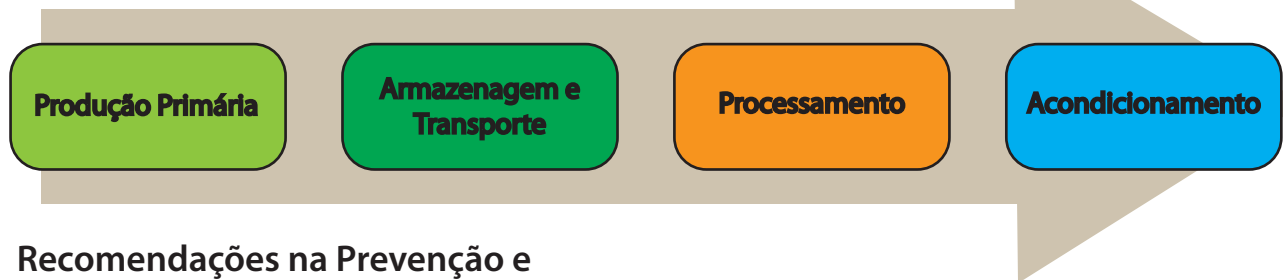 Produção Primária
Armazenagem e
Transporte
Processamento
Acondicionamento
Recomendações na Prevenção e